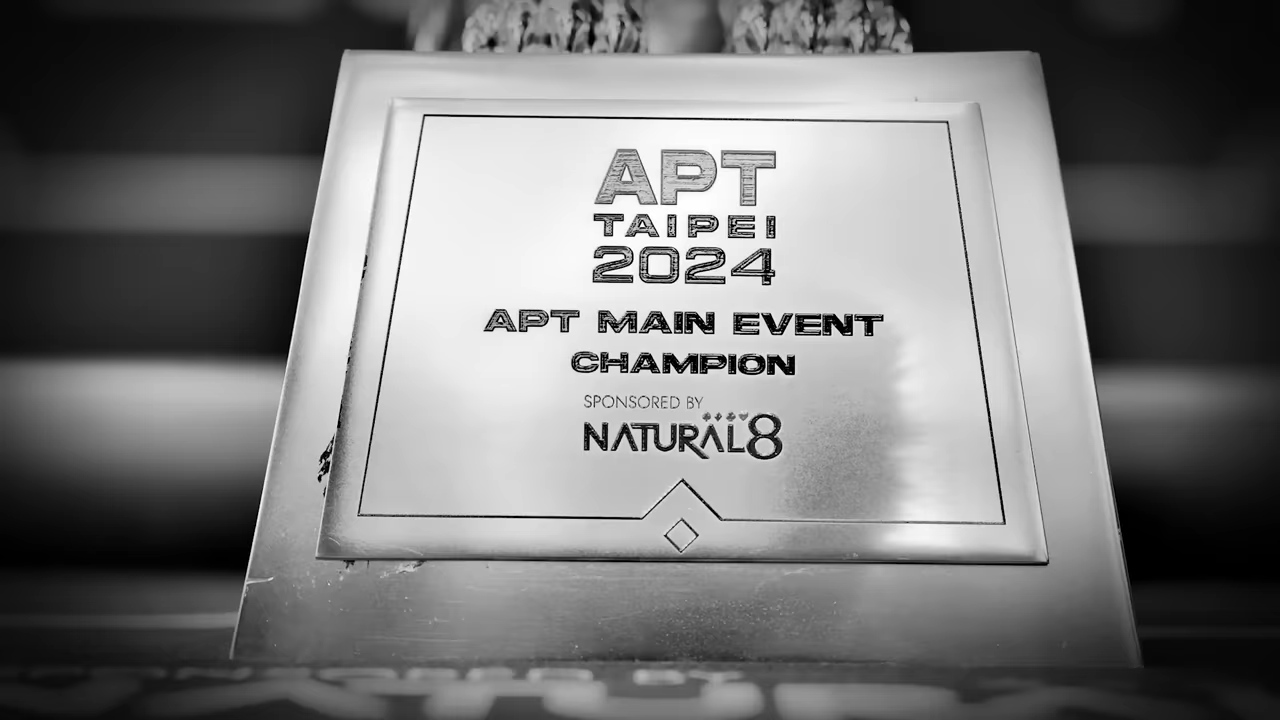 APT
TAIPEI
2024
APT MAIN EVENT
CHAMPION
SPONSORED BY
NATURAL8